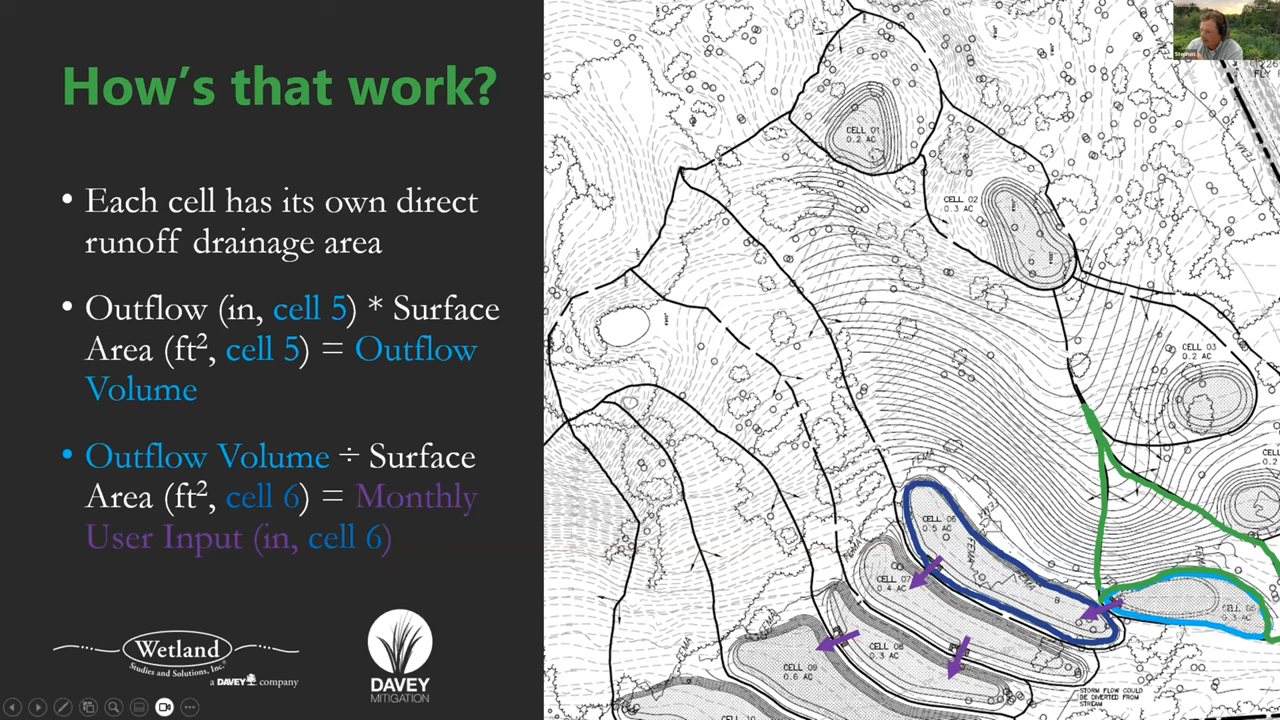 How's that work?
• Each cell has its own direct
runoff drainage area
• Outflow (in, cell 5) * Surface
Area (ft², cell 5) = Outflow
Volume
• Outflow Volume ÷ Surface
Area (ft², cell 6) = Monthly
User Input (in, cell 6)
Wetland
Studies and Solutions, Inc.
a DAVEY company
DAVEY
MITIGATION
CELL 01
0.2 AC
CELL 02
0.3 AC
CELL 03
0.2 AC
0.5 AC
CELL 07
0.4 AC
CELL 08
0.3 AC
CELL 09
0.6 AC
STORM FLOW COULD
BE DIVERTED FROM
STREAM